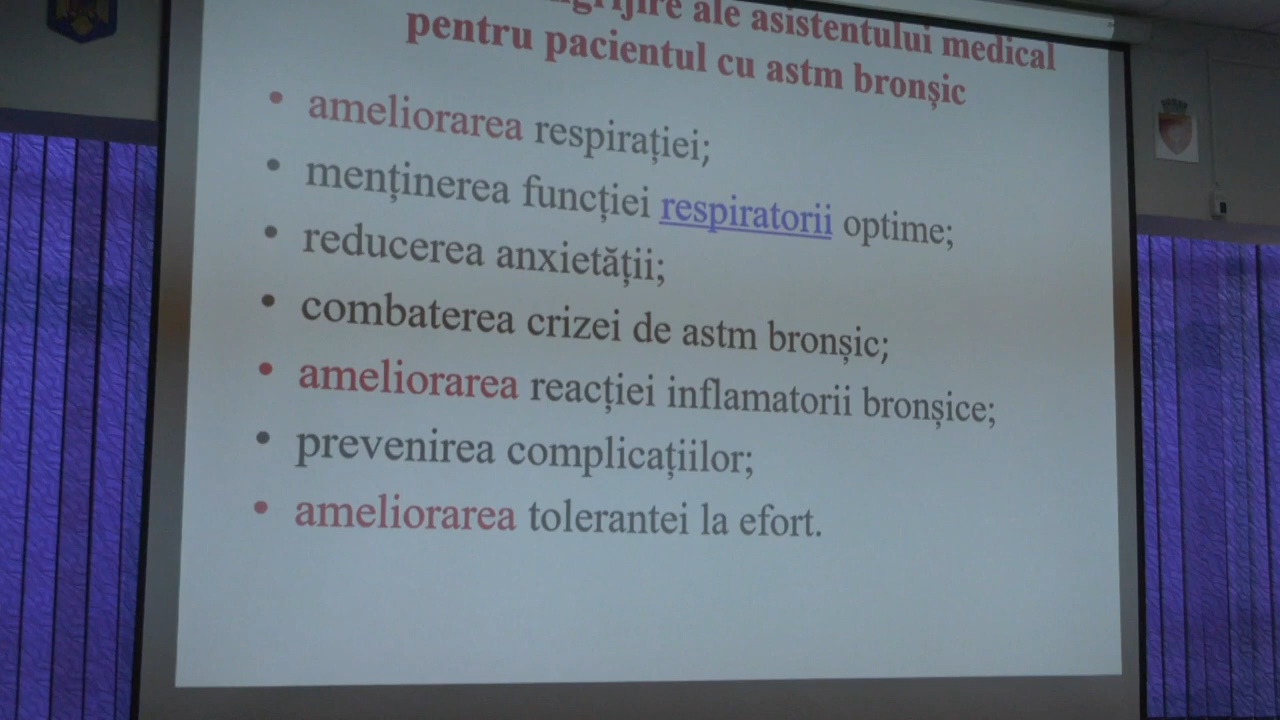 ale asistentului medical
pentru pacientul cu astm bronșic
• ameliorarea respirației;
• menținerea funcției respiratorii optime;
• reducerea anxietății;
• combaterea crizei de astm bronșic;
• ameliorarea reacției inflamatorii bronșice;
• prevenirea complicațiilor;
• ameliorarea tolerantei la efort.